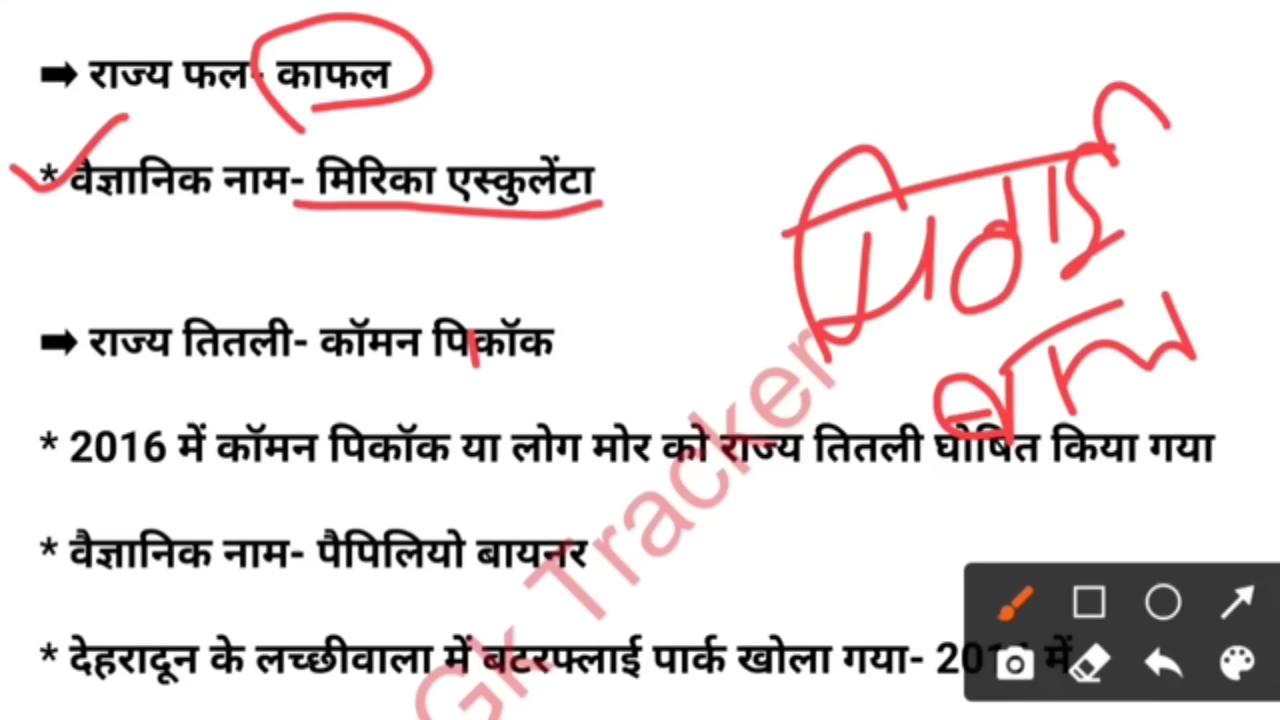 ➡ राज्य फल- काफल
* वैज्ञानिक नाम- मिरिका एस्कुलेंटा
मिठाई
➡ राज्य तितली- कॉमन पिकॉक
* 2016 में कॉमन पिकॉक या लोग मोर को राज्य तितली घोषित किया गया
* वैज्ञानिक नाम- पैपिलियो बायनर
* देहरादून के लच्छीवाला में बटरफ्लाई पार्क खोला गया- में
Gk Tracker